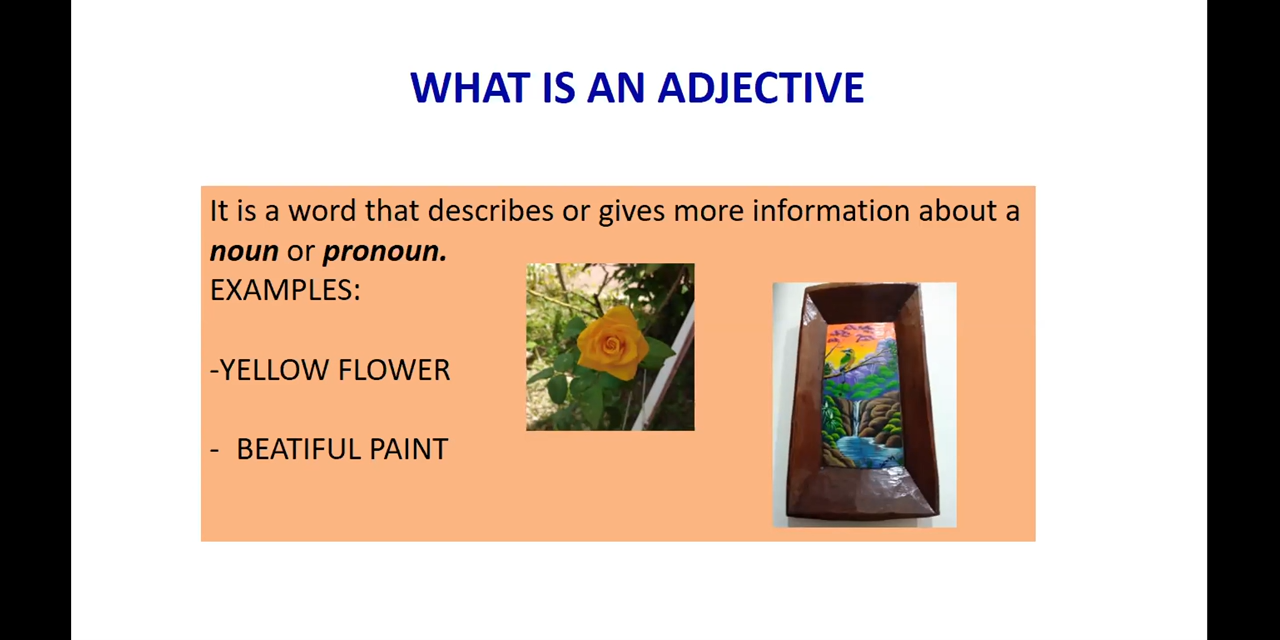 WHAT IS AN ADJECTIVE
It is a word that describes or gives more information about a
noun or pronoun.
EXAMPLES:
-YELLOW FLOWER
- BEATIFUL PAINT